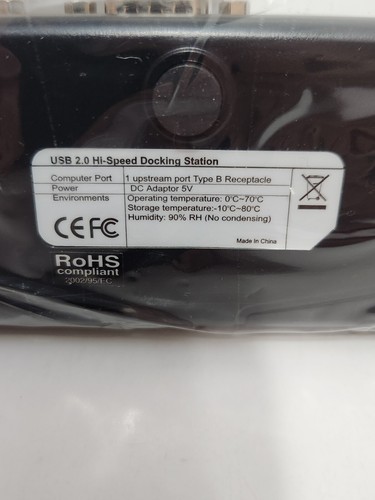 USB 2.0 Hi-Speed Docking Station
Computer Port 1 upstream port Type B Receptacle
Power DC Adaptor 5V
Environments Operating temperature: 0℃~70℃
Storage temperature:-10℃~80℃
Humidity: 90% RH (No condensing)
CE FC
Made in China
RoHS
compliant
2002/95/EC